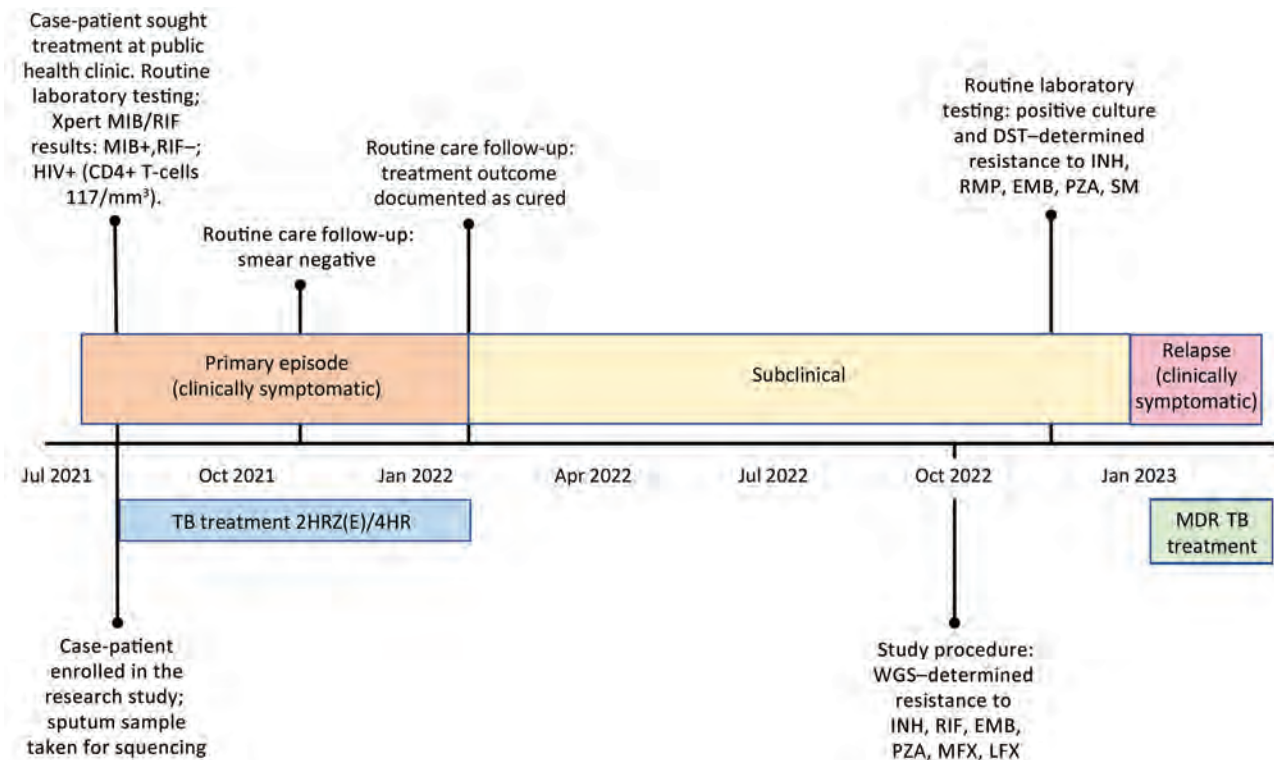 Case-patient sought
treatment at public
health clinic. Routine
laboratory testing;
Xpert MIB/RIF
results: MIB+,RIF–;
HIV+ (CD4+ T-cells
117/mm³).
Routine care follow-up:
smear negative
Routine care follow-up:
treatment outcome
documented as cured
Routine laboratory
testing: positive culture
and DST–determined
resistance to INH,
RMP, EMB, PZA, SM
Primary episode
(clinically symptomatic)
Subclinical
Relapse
(clinically
symptomatic)
Jul 2021
Oct 2021
Jan 2022
Apr 2022
Jul 2022
Oct 2022
Jan 2023
TB treatment 2HRZ(E)/4HR
MDR TB
treatment
Case-patient
enrolled in the
research study;
sputum sample
taken for squencing
Study procedure:
WGS–determined
resistance to
INH, RIF, EMB,
PZA, MFX, LFX